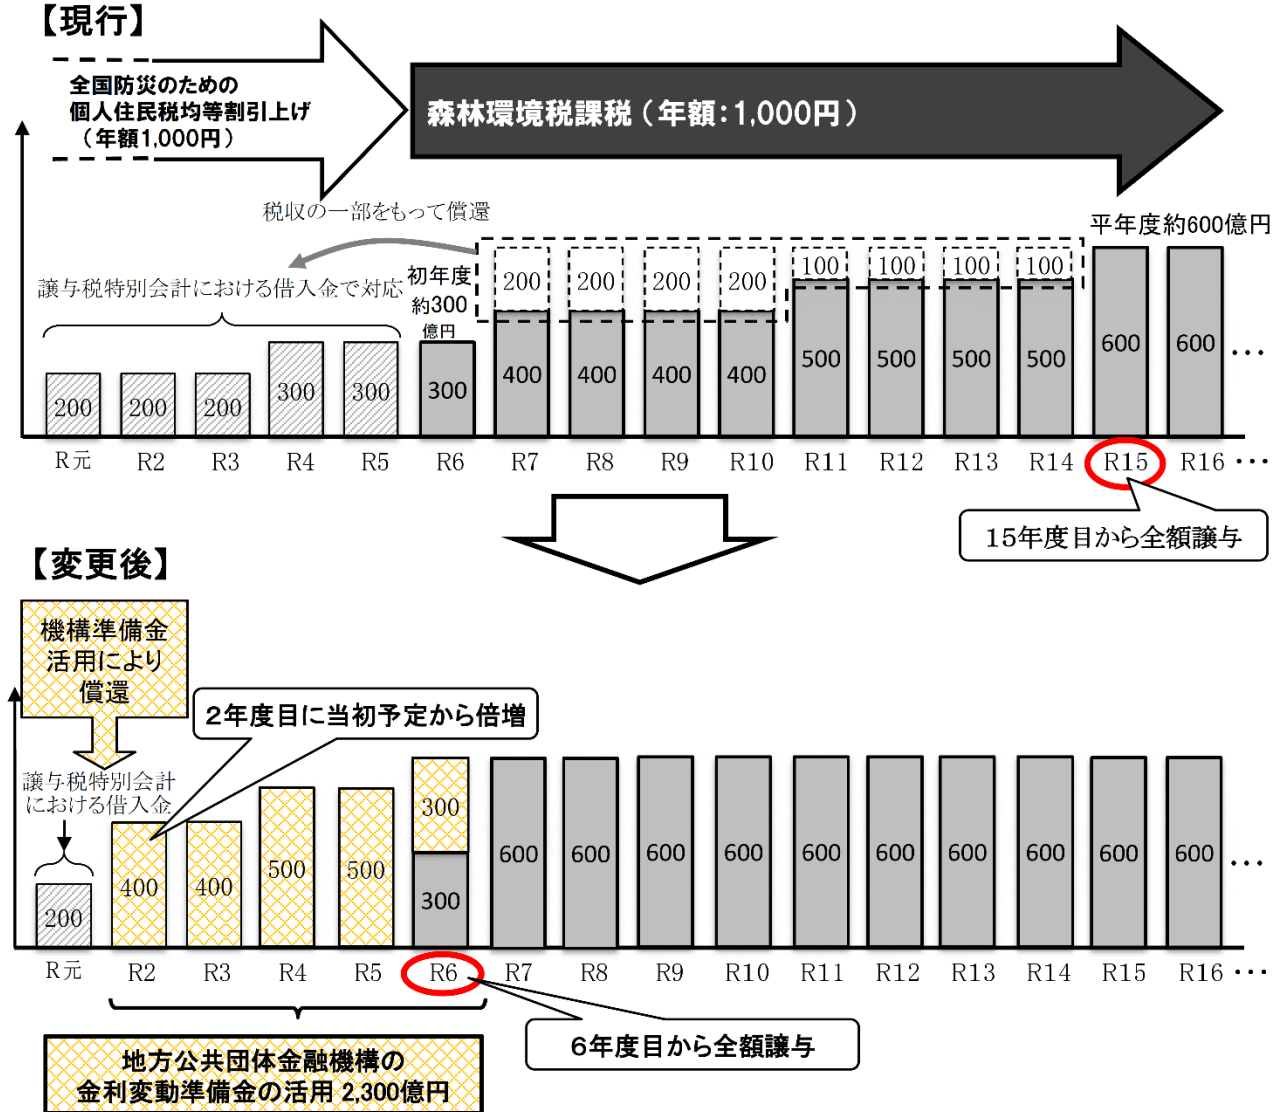 【現行】
全国防災のための
個人住民税均等割引上げ
（年額1,000円）
森林環境税課税（年額：1,000円）
税収の一部をもって償還
平年度約600億円
譲与税特別会計における借入金で対応
初年度
約300
億円
200 200 200 200 100 100 100 100
200 200 200 300 300 300 400 400 400 400 500 500 500 500 600 600 …
R元 R2 R3 R4 R5 R6 R7 R8 R9 R10 R11 R12 R13 R14 R15 R16 …
15年度目から全額譲与
【変更後】
機構準備金
活用により
償還
２年度目に当初予定から倍増
譲与税特別会計
における借入金
300
200 400 400 500 500 300 600 600 600 600 600 600 600 600 600 600 …
R元 R2 R3 R4 R5 R6 R7 R8 R9 R10 R11 R12 R13 R14 R15 R16 …
６年度目から全額譲与
地方公共団体金融機構の
金利変動準備金の活用 2,300億円